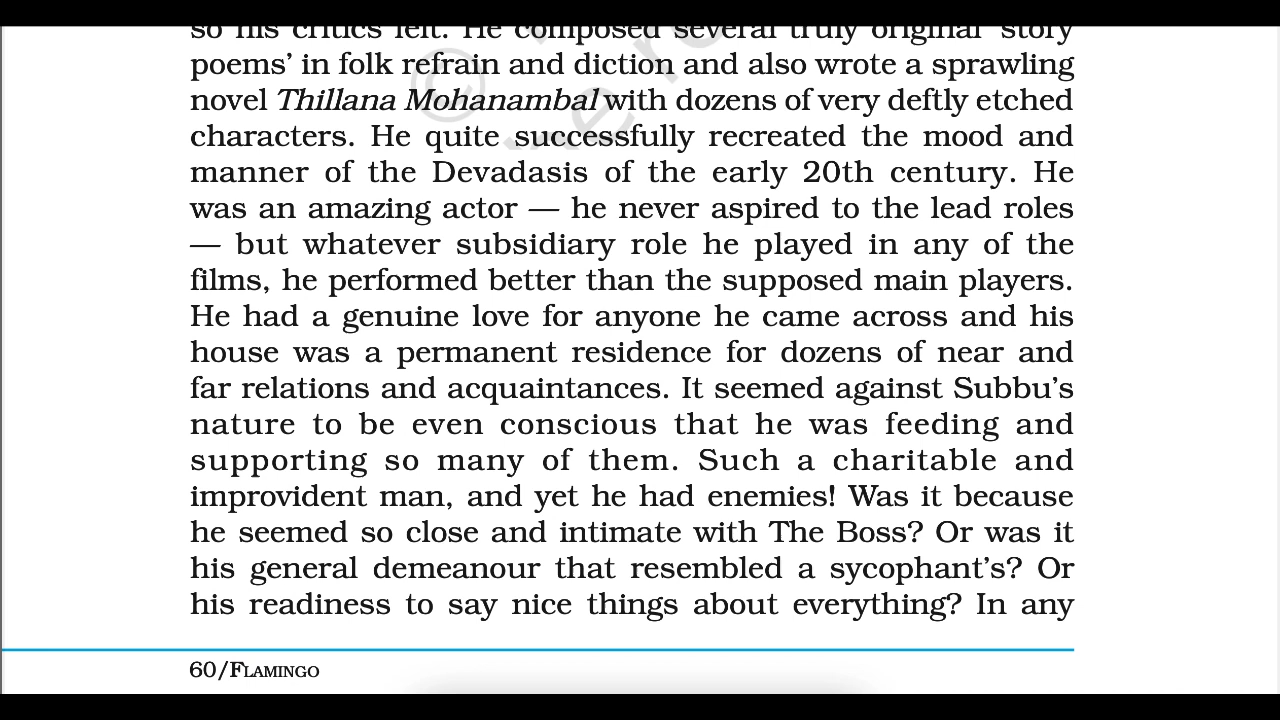 so his critics felt. He composed several truly original 'story
poems' in folk refrain and diction and also wrote a sprawling
novel Thillana Mohanambal with dozens of very deftly etched
characters. He quite successfully recreated the mood and
manner of the Devadasis of the early 20th century. He
was an amazing actor — he never aspired to the lead roles
— but whatever subsidiary role he played in any of the
films, he performed better than the supposed main players.
He had a genuine love for anyone he came across and his
house was a permanent residence for dozens of near and
far relations and acquaintances. It seemed against Subbu's
nature to be even conscious that he was feeding and
supporting so many of them. Such a charitable and
improvident man, and yet he had enemies! Was it because
he seemed so close and intimate with The Boss? Or was it
his general demeanour that resembled a sycophant's? Or
his readiness to say nice things about everything? In any
60/FLAMINGO